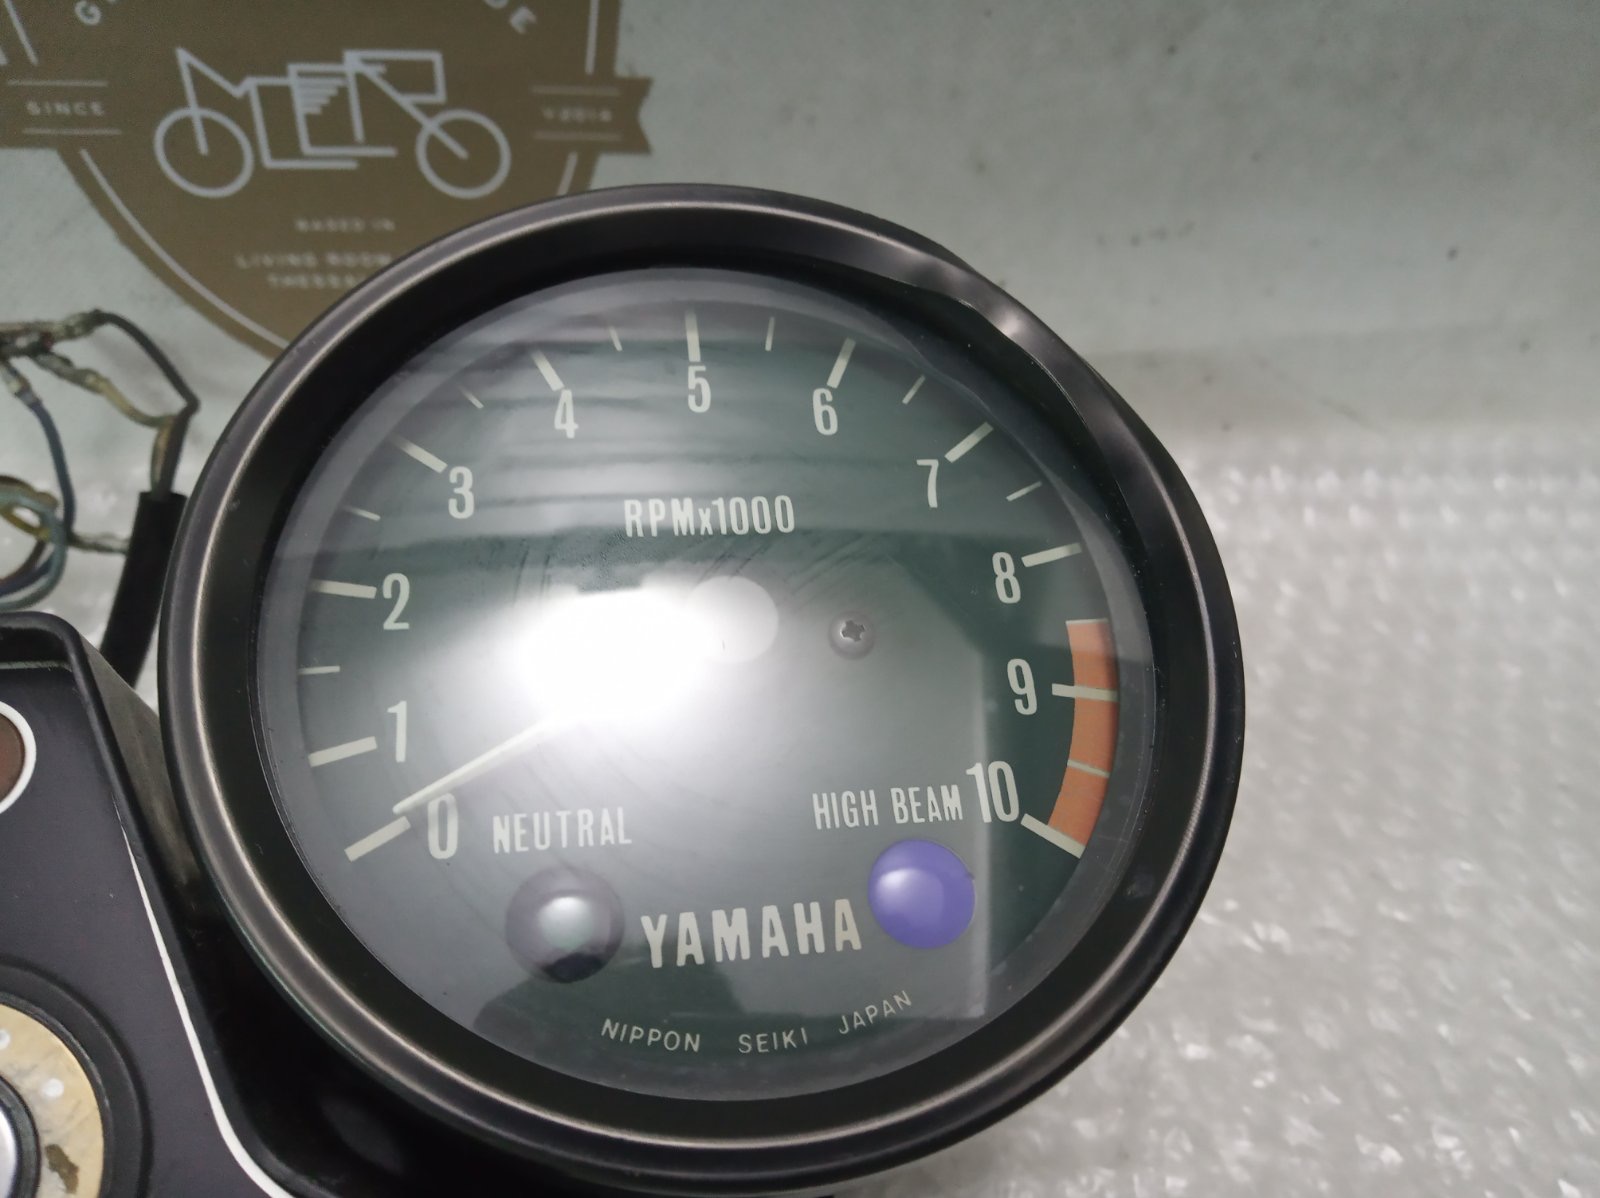 SINCE
BASED IN
LIVING ROOM
4
5
6
3
7
RPMx1000
2
8
1
9
0
NEUTRAL
HIGH BEAM
10
YAMAHA
NIPPON SEIKI JAPAN